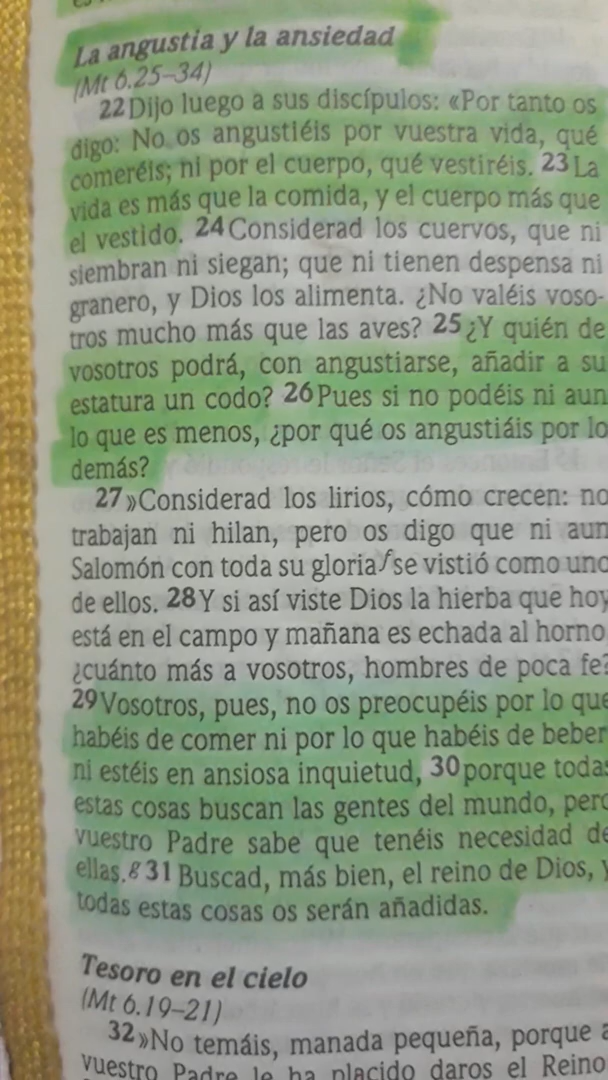 La angustia y la ansiedad
(Mt 6.25–34)
22 Dijo luego a sus discípulos: «Por tanto os
digo: No os angustiéis por vuestra vida, qué
comeréis; ni por el cuerpo, qué vestiréis. 23 La
vida es más que la comida, y el cuerpo más que
el vestido. 24 Considerad los cuervos, que ni
siembran ni siegan; que ni tienen despensa ni
granero, y Dios los alimenta. ¿No valéis voso-
tros mucho más que las aves? 25 ¿Y quién de
vosotros podrá, con angustiarse, añadir a su
estatura un codo? 26 Pues si no podéis ni aun
lo que es menos, ¿por qué os angustiáis por lo
demás?
27 »Considerad los lirios, cómo crecen: no
trabajan ni hilan, pero os digo que ni aun
Salomón con toda su gloria f se vistió como uno
de ellos. 28 Y si así viste Dios la hierba que hoy
está en el campo y mañana es echada al horno
¿cuánto más a vosotros, hombres de poca fe?
29 Vosotros, pues, no os preocupéis por lo que
habéis de comer ni por lo que habéis de beber
ni estéis en ansiosa inquietud, 30 porque todas
estas cosas buscan las gentes del mundo, pero
vuestro Padre sabe que tenéis necesidad de
ellas. g 31 Buscad, más bien, el reino de Dios, y
todas estas cosas os serán añadidas.
Tesoro en el cielo
(Mt 6.19–21)
32 »No temáis, manada pequeña, porque a
vuestro Padre le ha placido daros el Reino